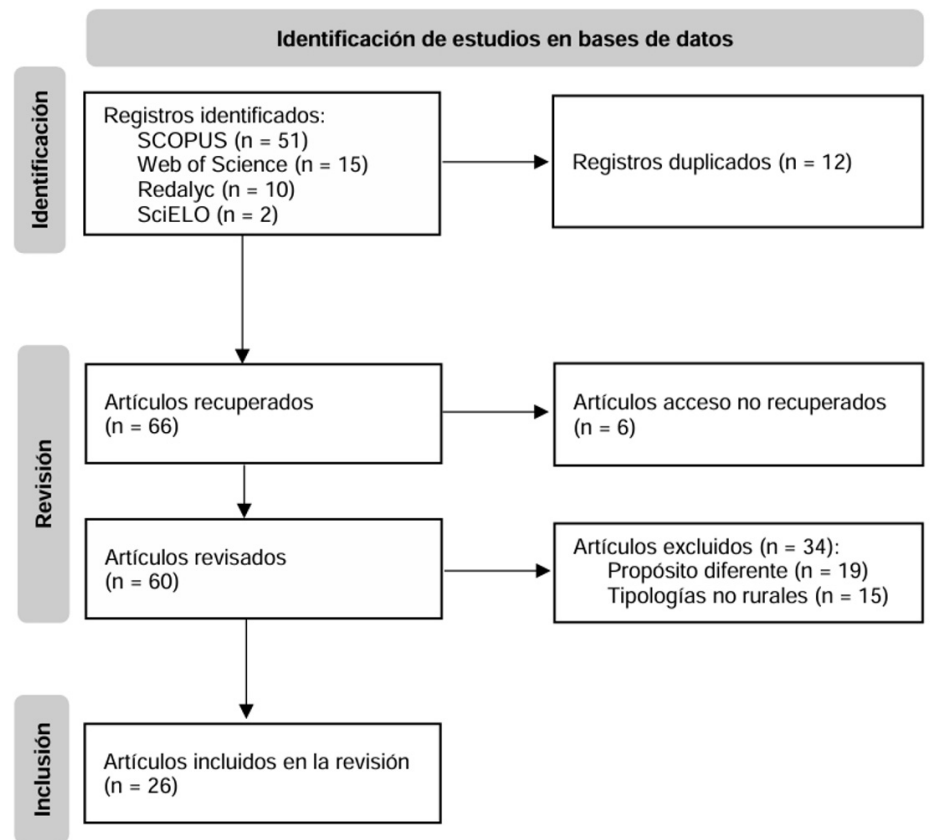 Identificación de estudios en bases de datos
Identificación
Registros identificados:
SCOPUS (n = 51)
Web of Science (n = 15)
Redalyc (n = 10)
SciELO (n = 2)
Registros duplicados (n = 12)
Revisión
Artículos recuperados
(n = 66)
Artículos acceso no recuperados
(n = 6)
Artículos revisados
(n = 60)
Artículos excluidos (n = 34):
Propósito diferente (n = 19)
Tipologías no rurales (n = 15)
Inclusión
Artículos incluidos en la revisión
(n = 26)